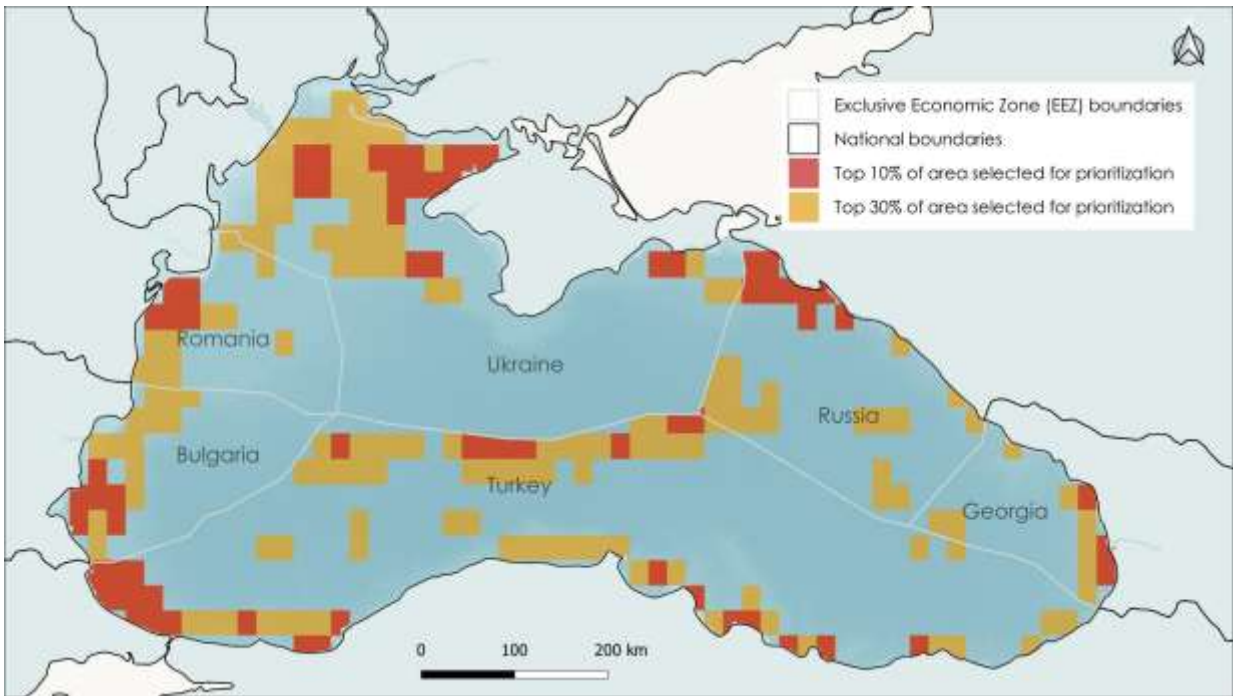 Exclusive Economic Zone (EEZ) boundaries
National boundaries
Top 10% of area selected for prioritization
Top 30% of area selected for prioritization
Romania
Ukraine
Russia
Bulgaria
Turkey
Georgia
0 100 200 km